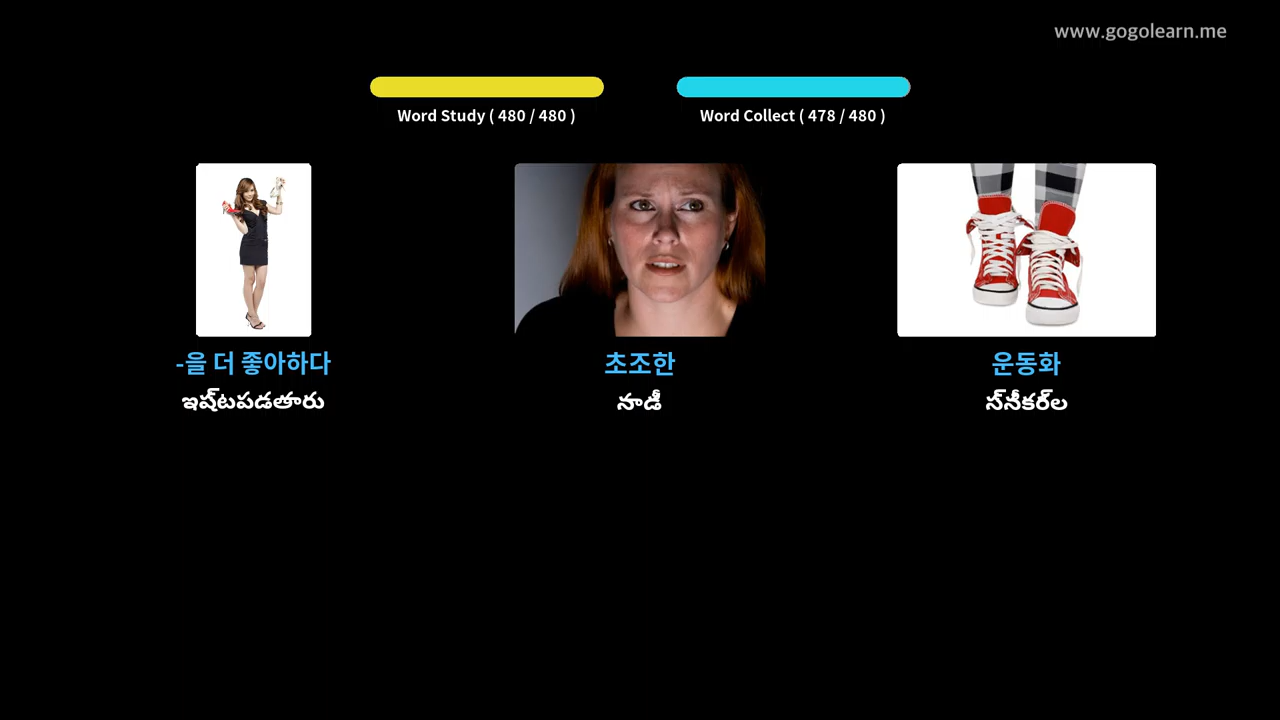 www.gogolearn.me
Word Study ( 480 / 480 )
Word Collect ( 478 / 480 )
-을 더 좋아하다
초조한
운동화
ఇష్‌టపడతారు
నాడీ
స్‌నీకర్‌ల